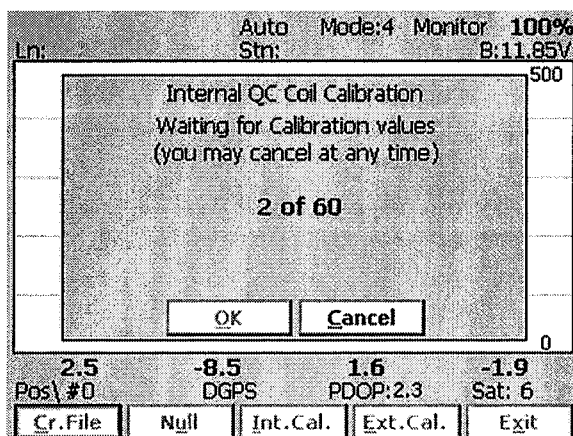 Auto Mode:4 Monitor 100%
Ln: Stn: B:11.85V
500
Internal QC Coil Calibration
Waiting for Calibration values
(you may cancel at any time)
2 of 60
OK Cancel
0
2.5 -8.5 1.6 -1.9
Pos\ #0 DGPS PDOP:2.3 Sat: 6
Cr.File Null Int.Cal. Ext.Cal. Exit